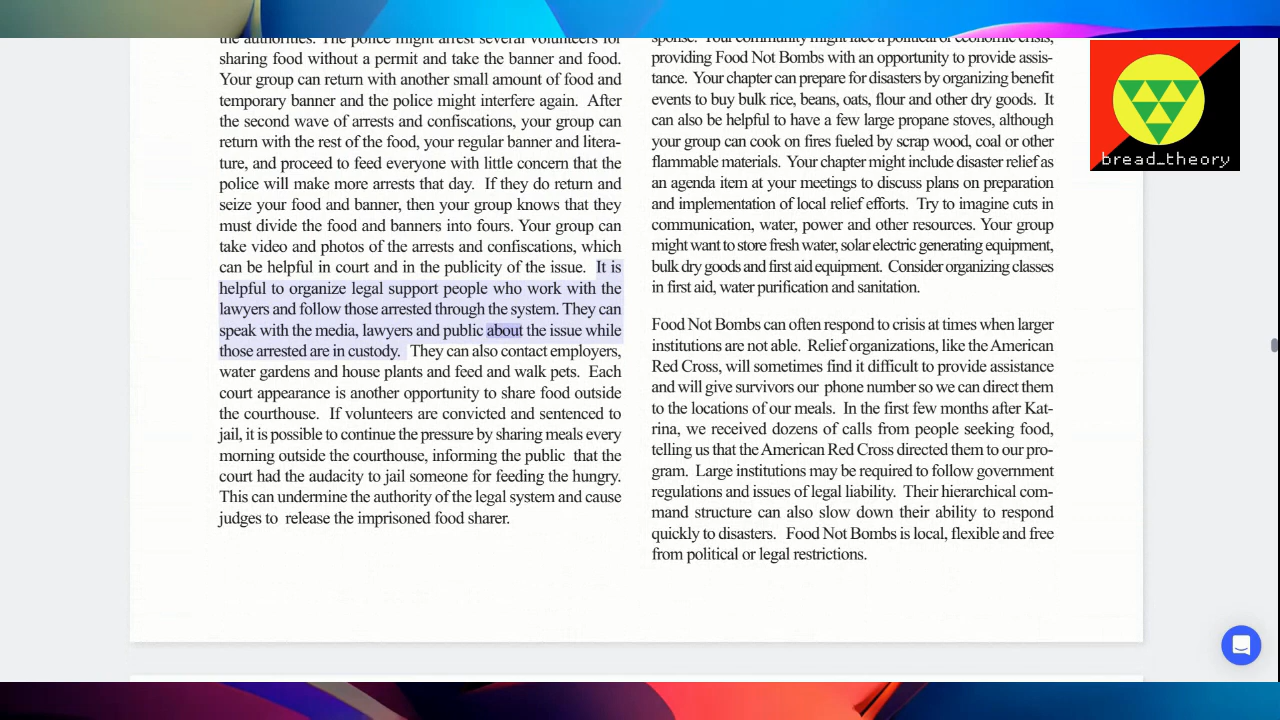 the authorities. The police might arrest several volunteers for
sharing food without a permit and take the banner and food.
Your group can return with another small amount of food and
temporary banner and the police might interfere again. After
the second wave of arrests and confiscations, your group can
return with the rest of the food, your regular banner and litera-
ture, and proceed to feed everyone with little concern that the
police will make more arrests that day. If they do return and
seize your food and banner, then your group knows that they
must divide the food and banners into fours. Your group can
take video and photos of the arrests and confiscations, which
can be helpful in court and in the publicity of the issue. It is
helpful to organize legal support people who work with the
lawyers and follow those arrested through the system. They can
speak with the media, lawyers and public about the issue while
those arrested are in custody. They can also contact employers,
water gardens and house plants and feed and walk pets. Each
court appearance is another opportunity to share food outside
the courthouse. If volunteers are convicted and sentenced to
jail, it is possible to continue the pressure by sharing meals every
morning outside the courthouse, informing the public that the
court had the audacity to jail someone for feeding the hungry.
This can undermine the authority of the legal system and cause
judges to release the imprisoned food sharer.
sponse. Your community might face a political or economic crisis,
providing Food Not Bombs with an opportunity to provide assis-
tance. Your chapter can prepare for disasters by organizing benefit
events to buy bulk rice, beans, oats, flour and other dry goods. It
can also be helpful to have a few large propane stoves, although
your group can cook on fires fueled by scrap wood, coal or other
flammable materials. Your chapter might include disaster relief as
an agenda item at your meetings to discuss plans on preparation
and implementation of local relief efforts. Try to imagine cuts in
communication, water, power and other resources. Your group
might want to store fresh water, solar electric generating equipment,
bulk dry goods and first aid equipment. Consider organizing classes
in first aid, water purification and sanitation.
Food Not Bombs can often respond to crisis at times when larger
institutions are not able. Relief organizations, like the American
Red Cross, will sometimes find it difficult to provide assistance
and will give survivors our phone number so we can direct them
to the locations of our meals. In the first few months after Kat-
rina, we received dozens of calls from people seeking food,
telling us that the American Red Cross directed them to our pro-
gram. Large institutions may be required to follow government
regulations and issues of legal liability. Their hierarchical com-
mand structure can also slow down their ability to respond
quickly to disasters. Food Not Bombs is local, flexible and free
from political or legal restrictions.
bread_theory